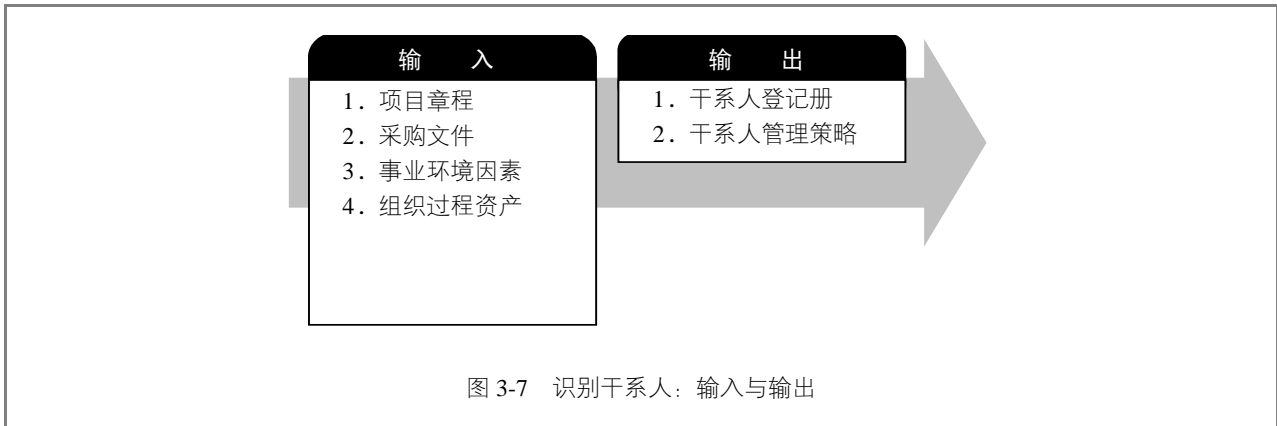 输 入
1．项目章程
2．采购文件
3．事业环境因素
4．组织过程资产
输 出
1．干系人登记册
2．干系人管理策略
图 3-7 识别干系人：输入与输出